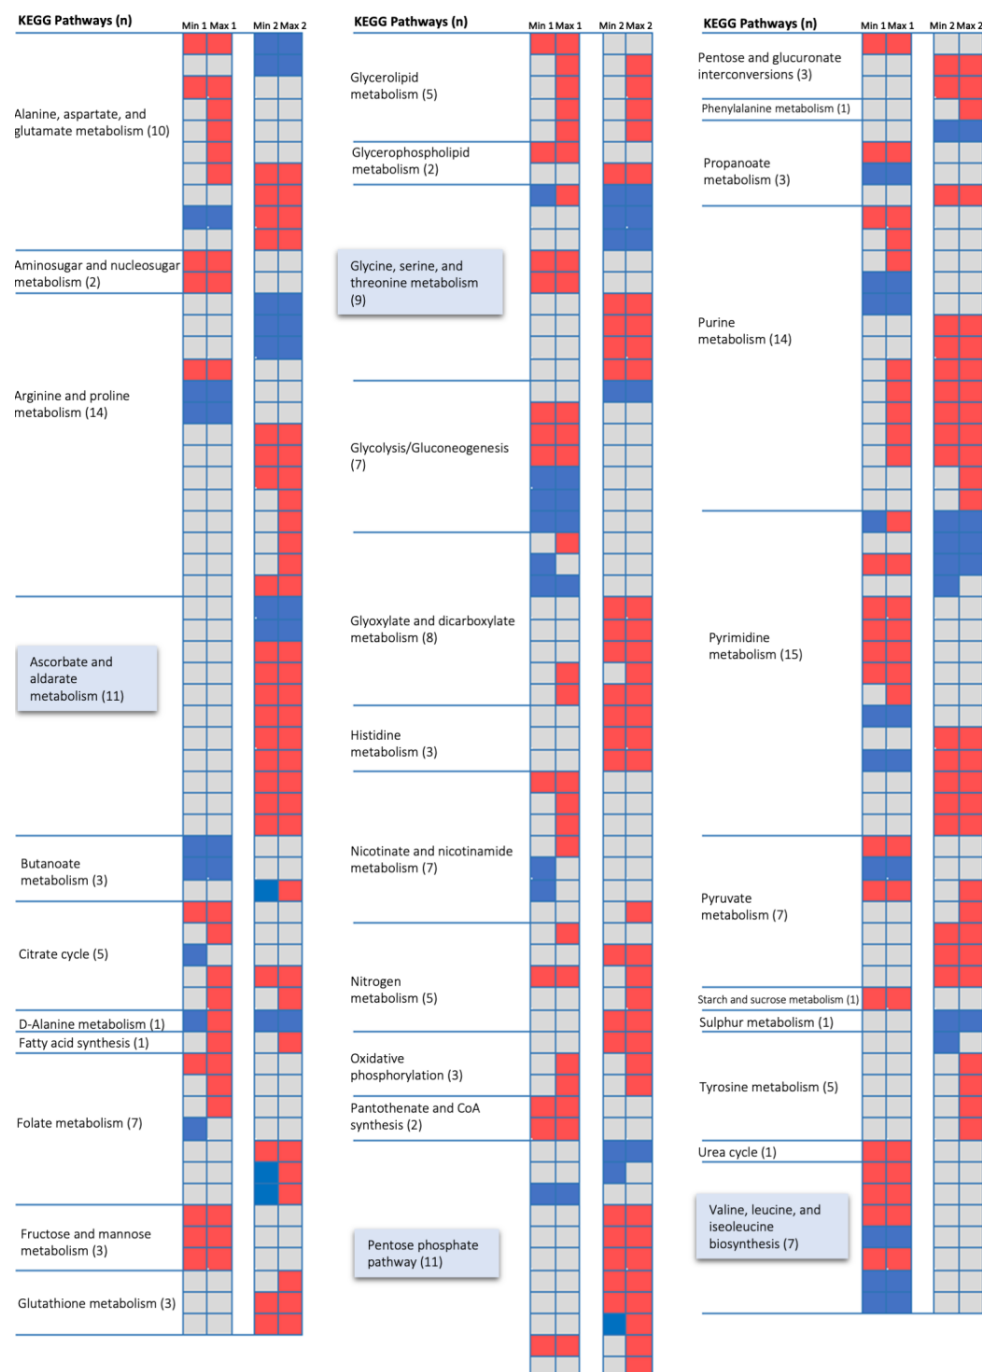 KEGG Pathways (n) Min 1 Max 1 Min 2 Max 2
Alanine, aspartate, and
glutamate metabolism (10)
Aminosugar and nucleosugar
metabolism (2)
Arginine and proline
metabolism (14)
Ascorbate and
aldarate
metabolism (11)
Butanoate
metabolism (3)
Citrate cycle (5)
D-Alanine metabolism (1)
Fatty acid synthesis (1)
Folate metabolism (7)
Fructose and mannose
metabolism (3)
Glutathione metabolism (3)
KEGG Pathways (n) Min 1 Max 1 Min 2 Max 2
Glycerolipid
metabolism (5)
Glycerophospholipid
metabolism (2)
Glycine, serine, and
threonine metabolism
(9)
Glycolysis/Gluconeogenesis
(7)
Glyoxylate and dicarboxylate
metabolism (8)
Histidine
metabolism (3)
Nicotinate and nicotinamide
metabolism (7)
Nitrogen
metabolism (5)
Oxidative
phosphorylation (3)
Pantothenate and CoA
synthesis (2)
Pentose phosphate
pathway (11)
KEGG Pathways (n) Min 1 Max 1 Min 2 Max 2
Pentose and glucuronate
interconversions (3)
Phenylalanine metabolism (1)
Propanoate
metabolism (3)
Purine
metabolism (14)
Pyrimidine
metabolism (15)
Pyruvate
metabolism (7)
Starch and sucrose metabolism (1)
Sulphur metabolism (1)
Tyrosine metabolism (5)
Urea cycle (1)
Valine, leucine, and
iseoleucine
biosynthesis (7)